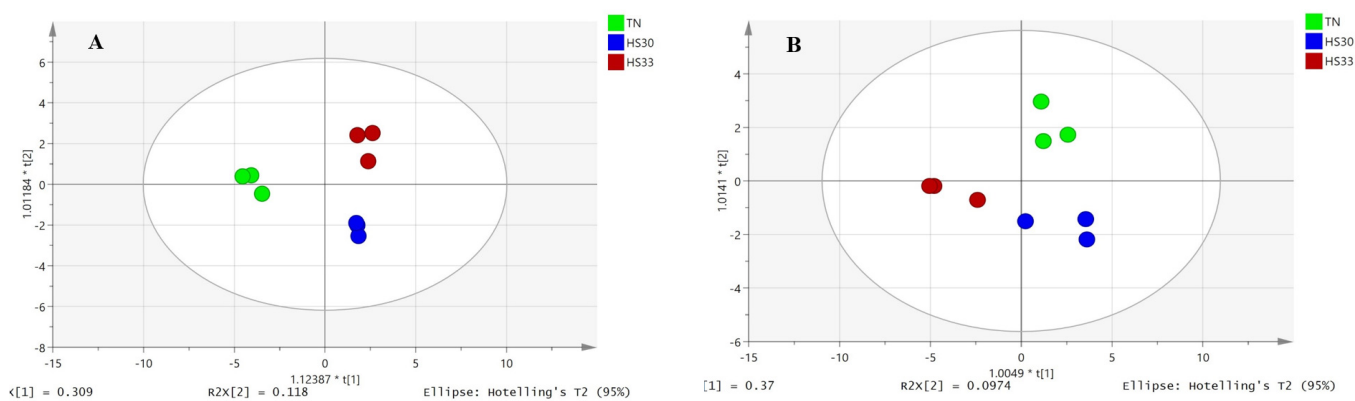 A
TN
HS30
HS33
6
4
2
0
-2
-4
-6
-8
1.01184 * t[2]
-15
-10
-5
0
5
10
1.12387 * t[1]
[1] = 0.309
R2X[2] = 0.118
Ellipse: Hotelling's T2 (95%)
B
TN
HS30
HS33
4
2
0
-2
-4
-6
1.0141 * t[2]
-15
-10
-5
0
5
10
1.0049 * t[1]
[1] = 0.37
R2X[2] = 0.0974
Ellipse: Hotelling's T2 (95%)